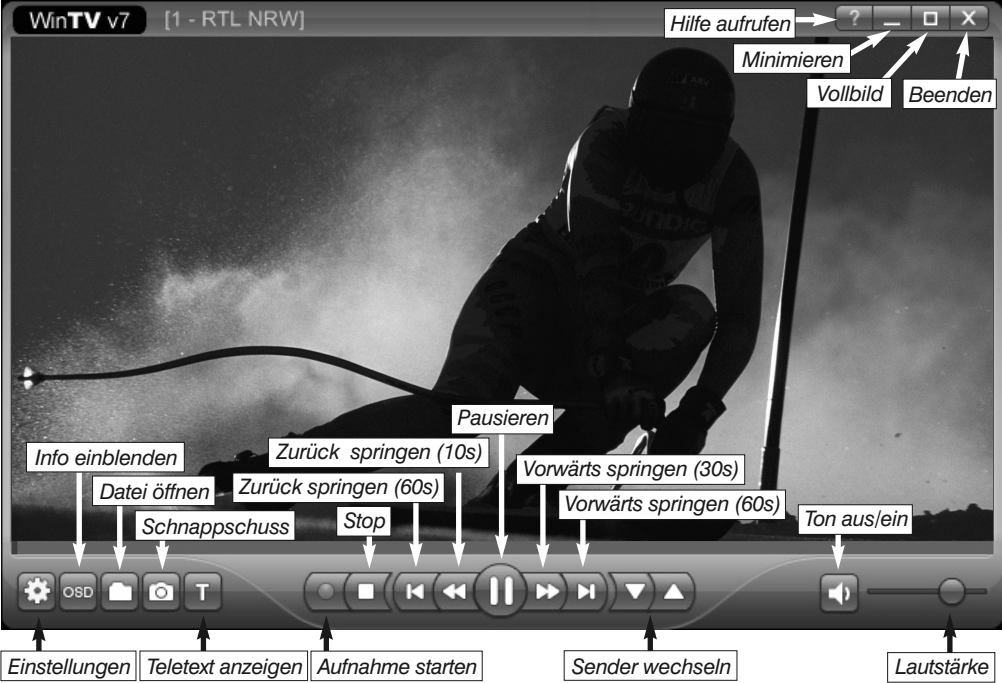 WinTV v7 [1 - RTL NRW]
Hilfe aufrufen
?
X
Minimieren
Vollbild
Beenden
Pausieren
Info einblenden
Zurück springen (10s)
Vorwärts springen (30s)
Datei öffnen
Zurück springen (60s)
Vorwärts springen (60s)
Schnappschuss
Stop
Ton aus/ein
OSD
T
Einstellungen
Teletext anzeigen
Aufnahme starten
Sender wechseln
Lautstärke